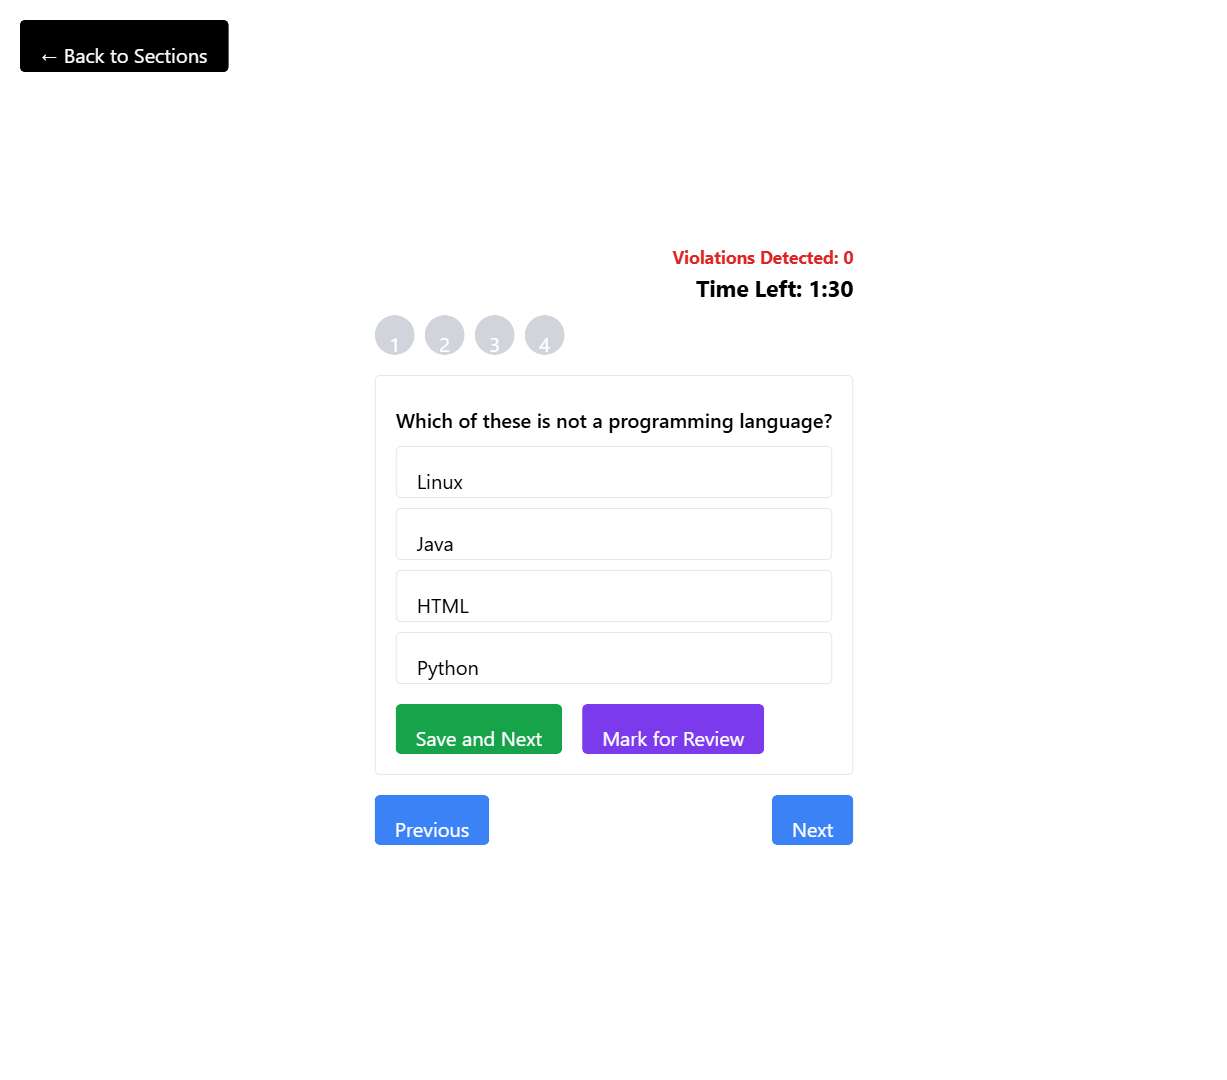 ← Back to Sections
Violations Detected: 0
Time Left: 1:30
1 2 3 4
Which of these is not a programming language?
Linux
Java
HTML
Python
Save and Next Mark for Review
Previous Next